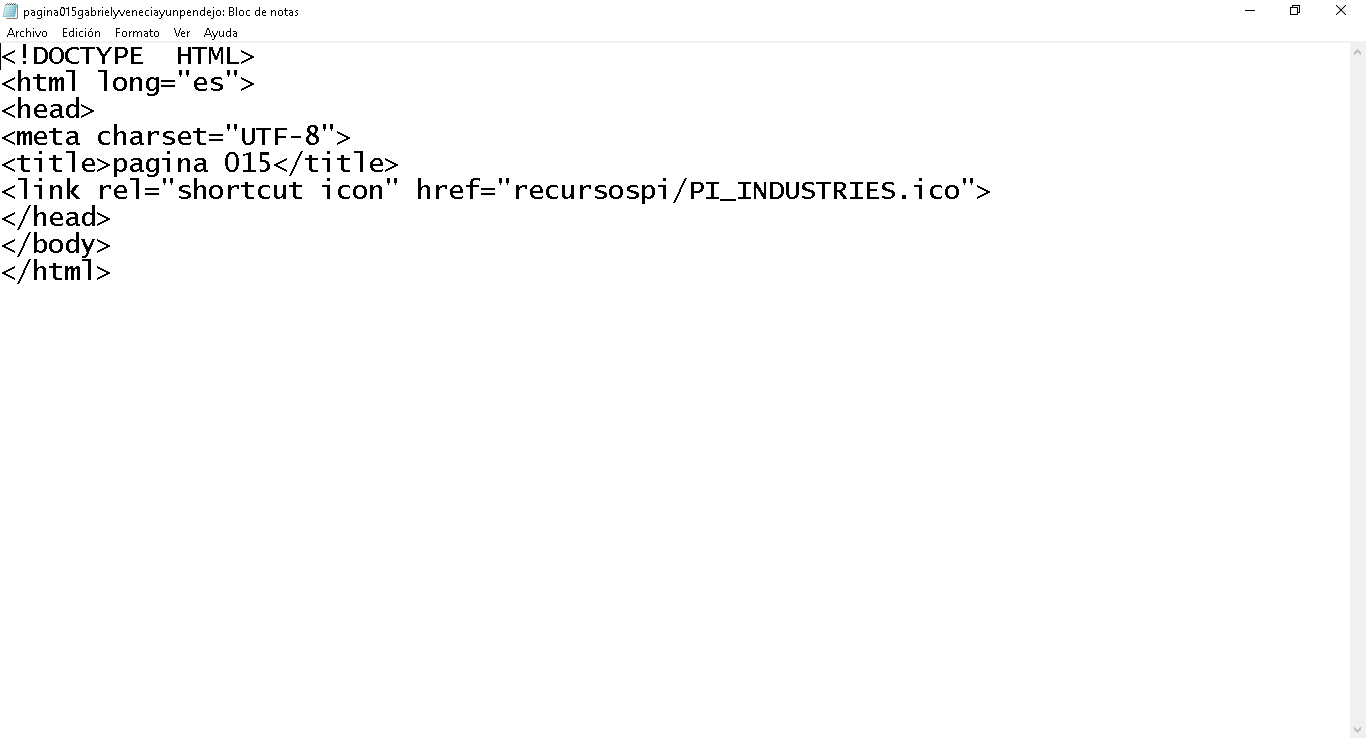 pagina015gabrielyveneciayunpendejo: Bloc de notas
Archivo Edición Formato Ver Ayuda
<!DOCTYPE  HTML>
<html long="es">
<head>
<meta charset="UTF-8">
<title>pagina 015</title>
<link rel="shortcut icon" href="recursospi/PI_INDUSTRIES.ico">
</head>
</body>
</html>